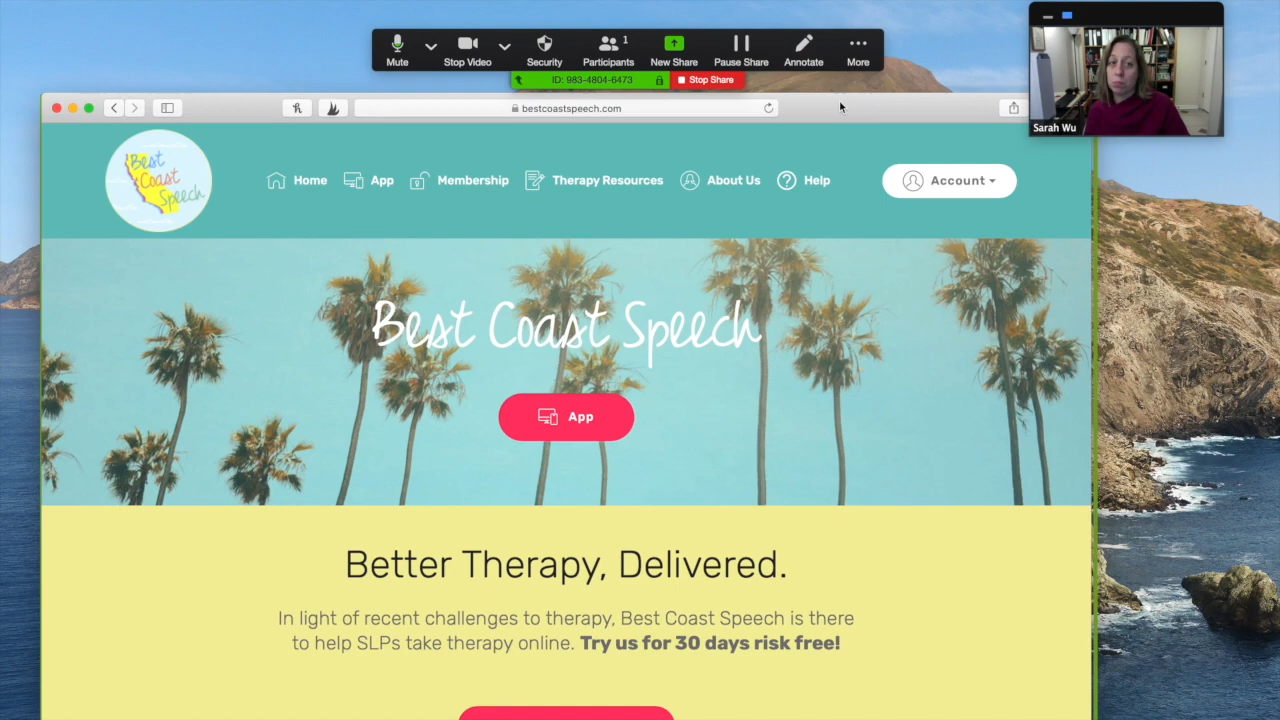 Mute
Stop Video
Security
Participants
1
New Share
Pause Share
Annotate
More
ID: 983-4804-6473
Stop Share
Sarah Wu
bestcoastspeech.com
Best
Coast
Speech
Home
App
Membership
Therapy Resources
About Us
Help
Account
Best Coast Speech
App
Better Therapy, Delivered.
In light of recent challenges to therapy, Best Coast Speech is there
to help SLPs take therapy online. Try us for 30 days risk free!